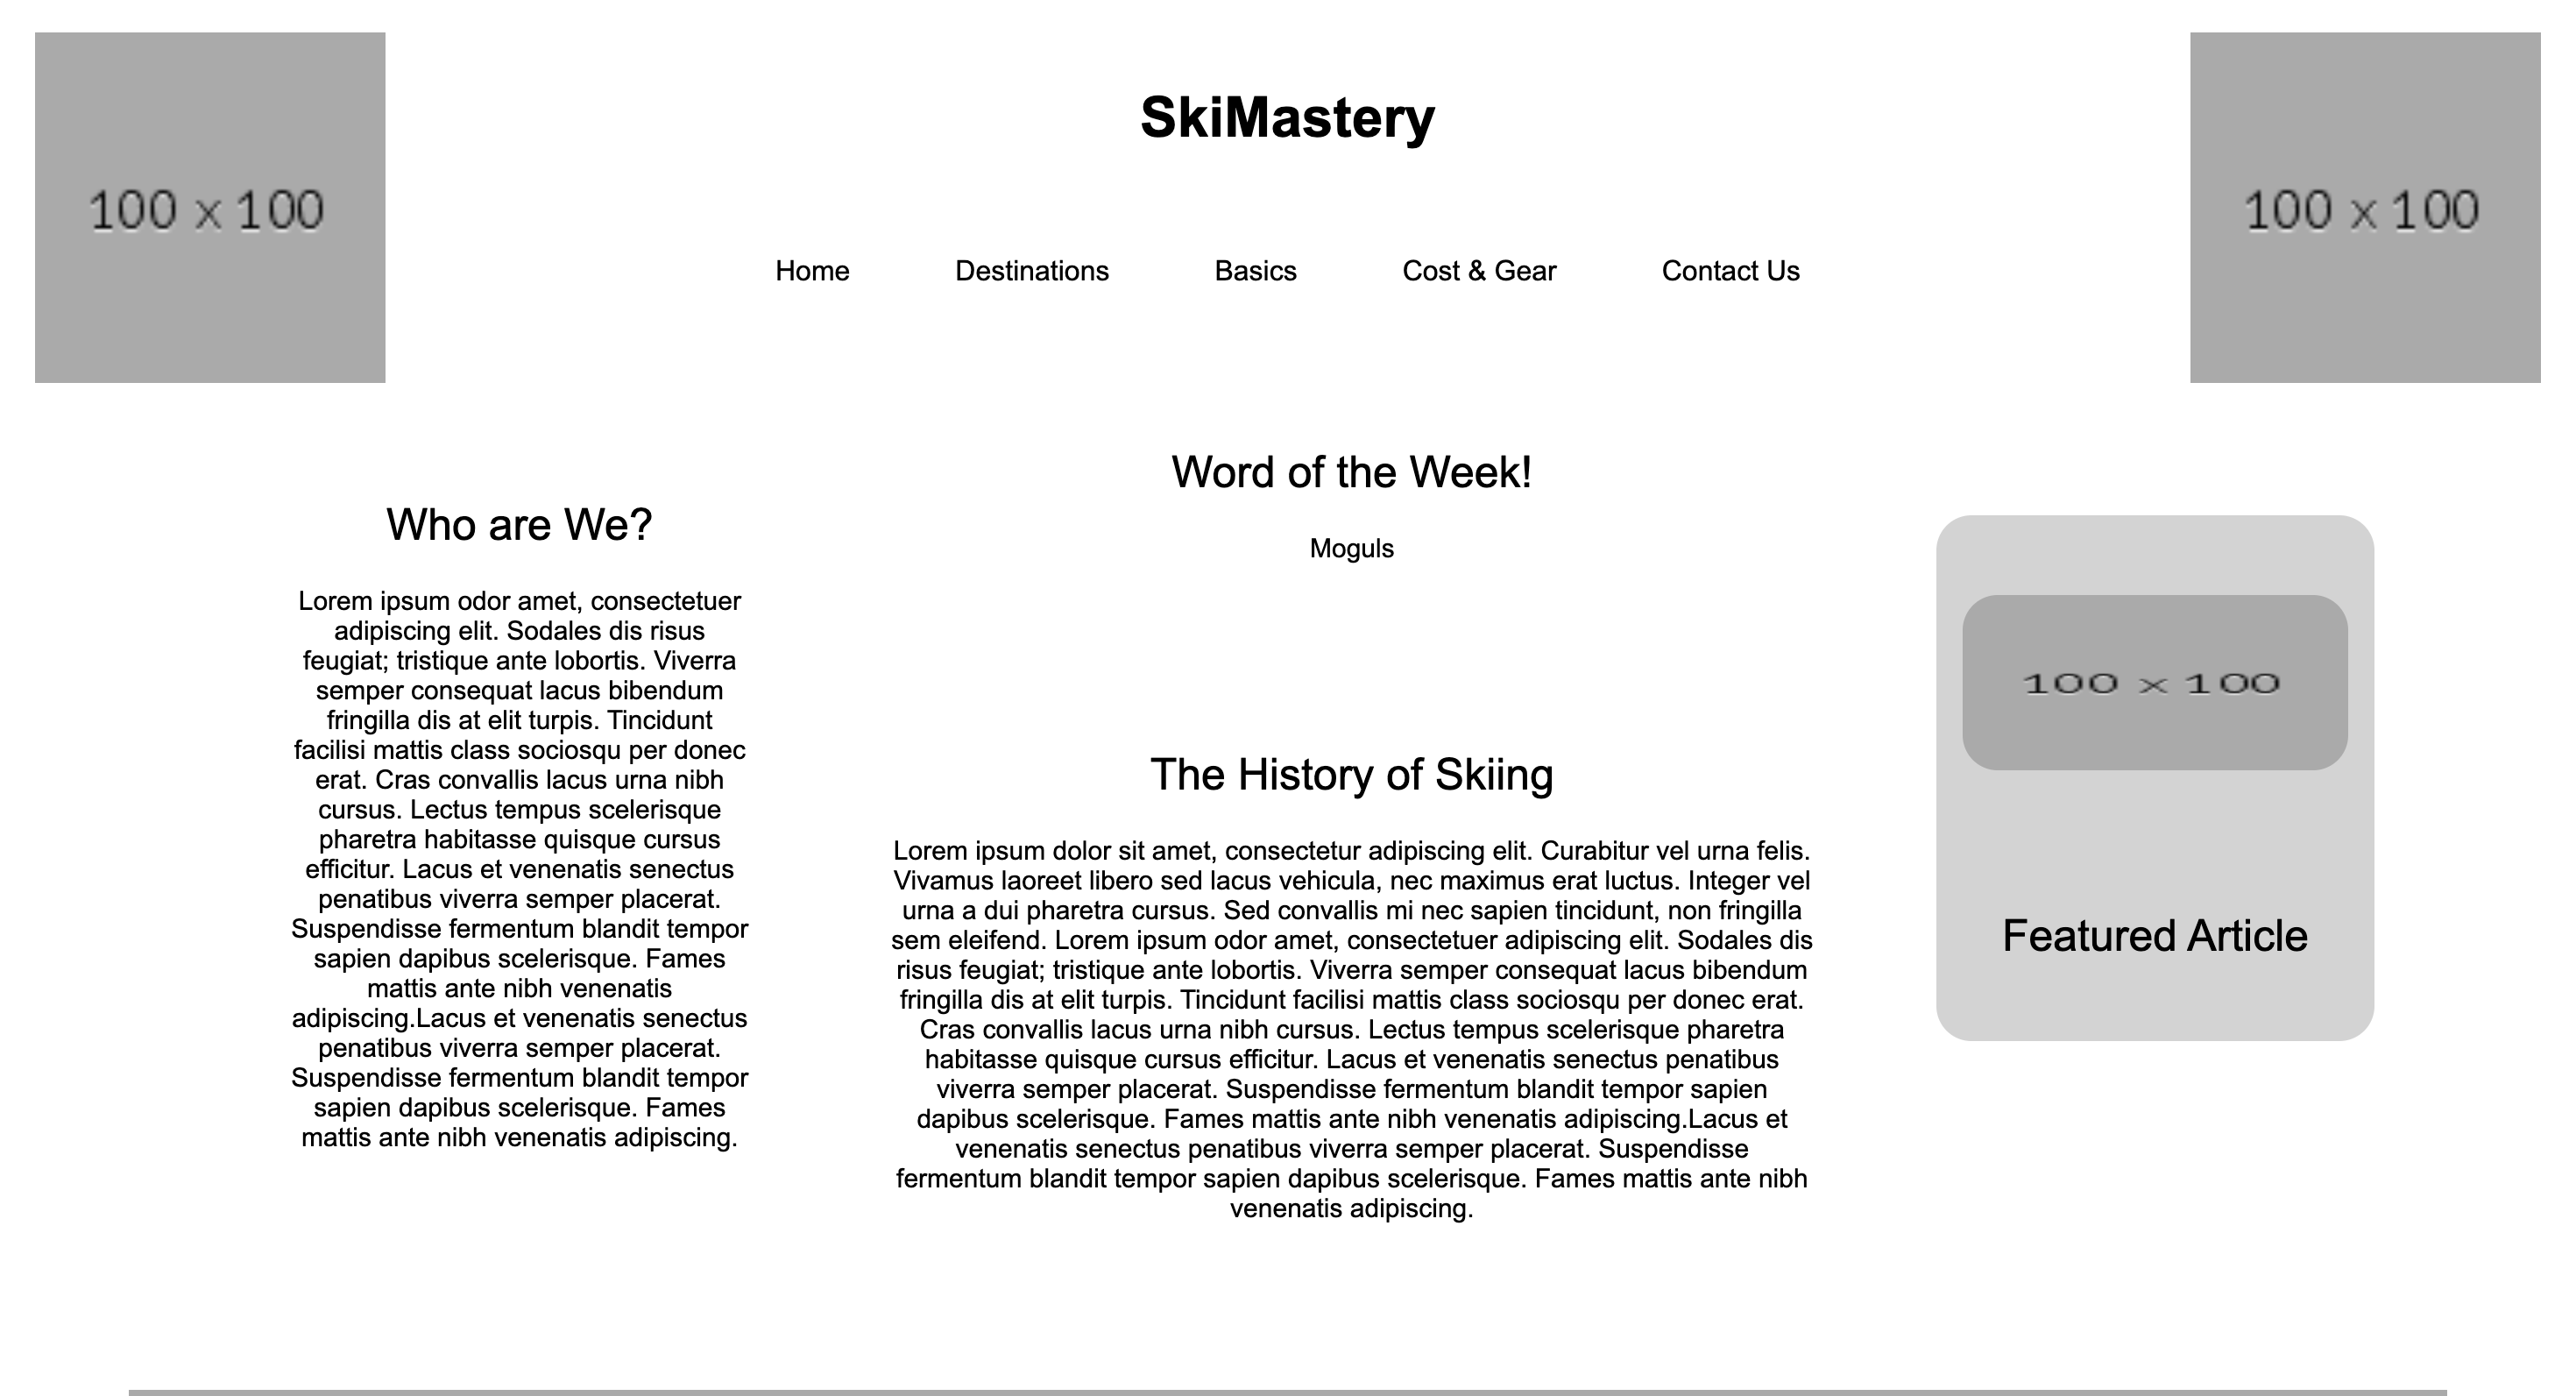 100 x 100
SkiMastery
100 x 100
Home Destinations Basics Cost & Gear Contact Us
Who are We?
Lorem ipsum odor amet, consectetuer
adipiscing elit. Sodales dis risus
feugiat; tristique ante lobortis. Viverra
semper consequat lacus bibendum
fringilla dis at elit turpis. Tincidunt
facilisi mattis class sociosqu per donec
erat. Cras convallis lacus urna nibh
cursus. Lectus tempus scelerisque
pharetra habitasse quisque cursus
efficitur. Lacus et venenatis senectus
penatibus viverra semper placerat.
Suspendisse fermentum blandit tempor
sapien dapibus scelerisque. Fames
mattis ante nibh venenatis
adipiscing.Lacus et venenatis senectus
penatibus viverra semper placerat.
Suspendisse fermentum blandit tempor
sapien dapibus scelerisque. Fames
mattis ante nibh venenatis adipiscing.
Word of the Week!
Moguls
The History of Skiing
Lorem ipsum dolor sit amet, consectetur adipiscing elit. Curabitur vel urna felis.
Vivamus laoreet libero sed lacus vehicula, nec maximus erat luctus. Integer vel
urna a dui pharetra cursus. Sed convallis mi nec sapien tincidunt, non fringilla
sem eleifend. Lorem ipsum odor amet, consectetuer adipiscing elit. Sodales dis
risus feugiat; tristique ante lobortis. Viverra semper consequat lacus bibendum
fringilla dis at elit turpis. Tincidunt facilisi mattis class sociosqu per donec erat.
Cras convallis lacus urna nibh cursus. Lectus tempus scelerisque pharetra
habitasse quisque cursus efficitur. Lacus et venenatis senectus penatibus
viverra semper placerat. Suspendisse fermentum blandit tempor sapien
dapibus scelerisque. Fames mattis ante nibh venenatis adipiscing.Lacus et
venenatis senectus penatibus viverra semper placerat. Suspendisse
fermentum blandit tempor sapien dapibus scelerisque. Fames mattis ante nibh
venenatis adipiscing.
100 x 100
Featured Article